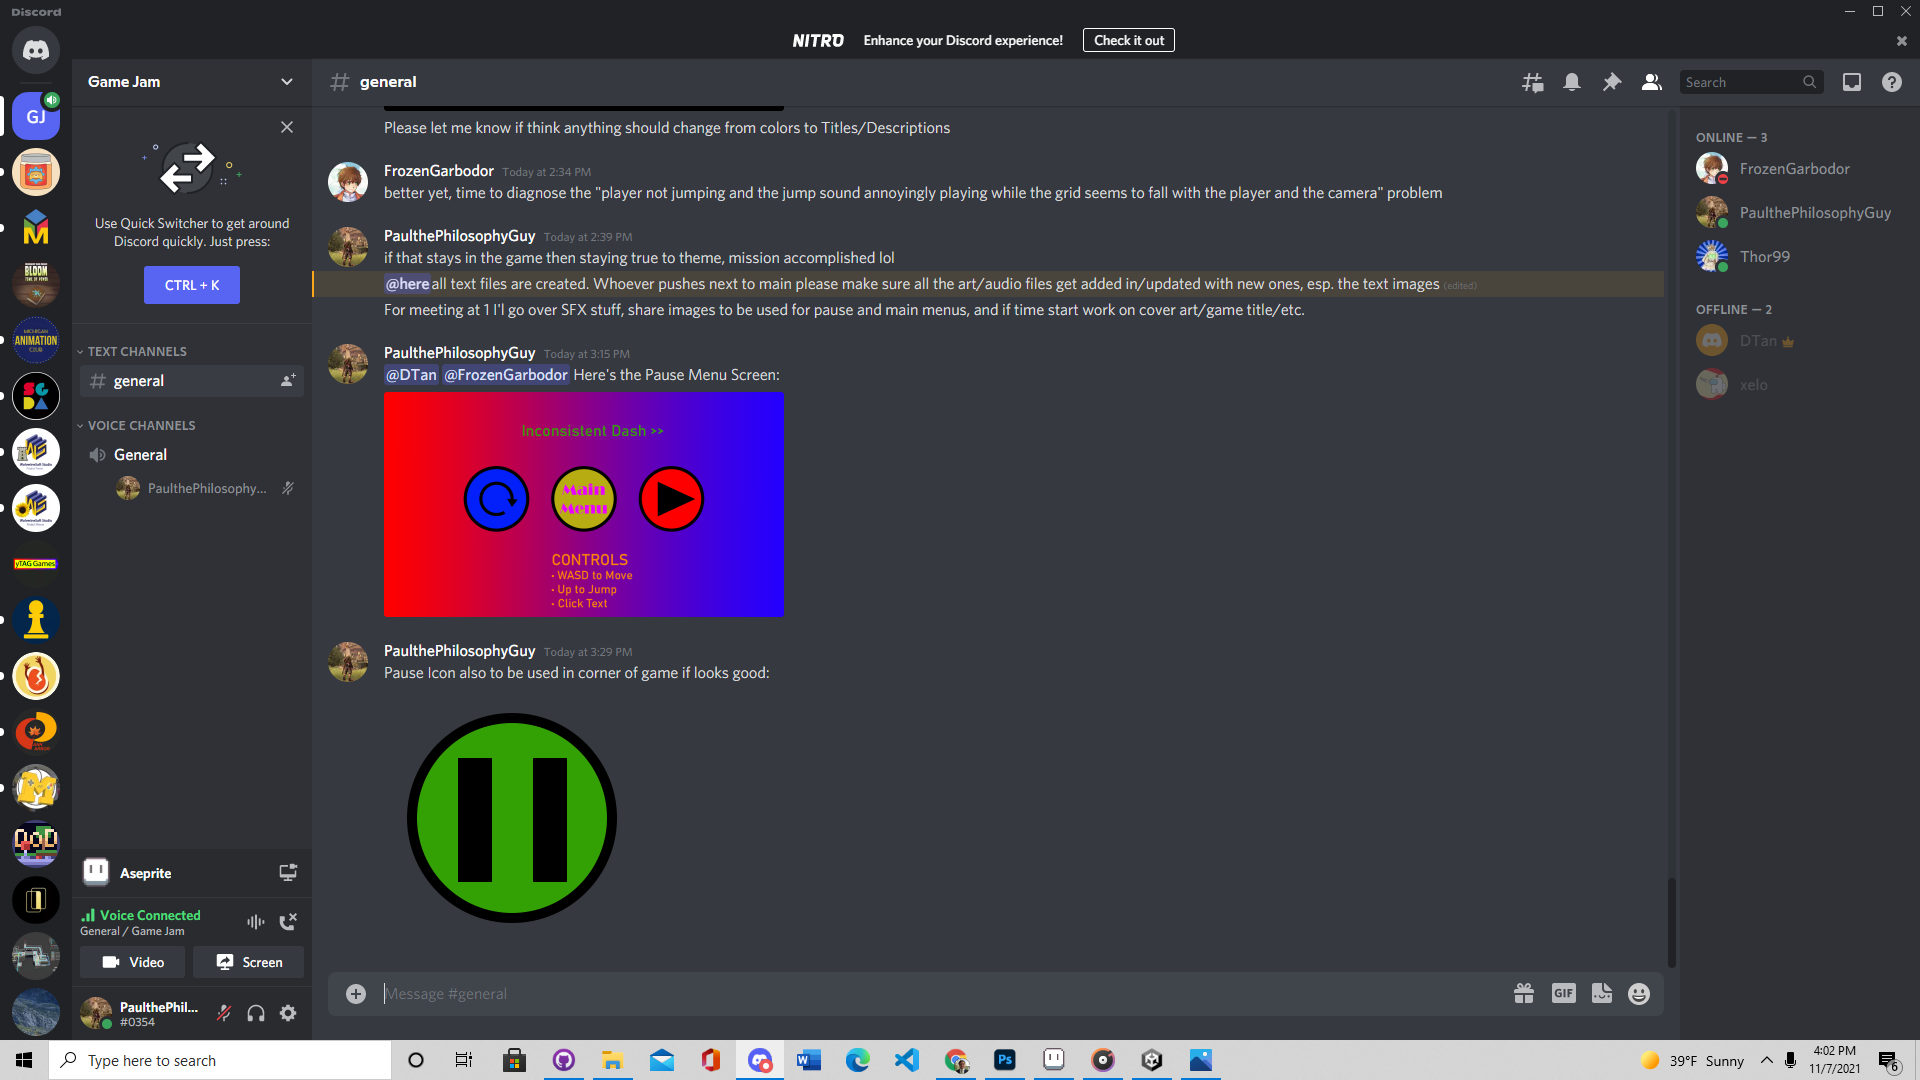 Discord
NITRO Enhance your Discord experience! Check it out
Game Jam
general
Search
GJ
Use Quick Switcher to get around
Discord quickly. Just press:
CTRL + K
TEXT CHANNELS
general
VOICE CHANNELS
General
PaulthePhilosophy...
BLOOM
MICHIGAN
ANIMATION
CLUB
yTAG Games
Please let me know if think anything should change from colors to Titles/Descriptions
FrozenGarbodor Today at 2:34 PM
better yet, time to diagnose the "player not jumping and the jump sound annoyingly playing while the grid seems to fall with the player and the camera" problem
PaulthePhilosophyGuy Today at 2:39 PM
if that stays in the game then staying true to theme, mission accomplished lol
@here all text files are created. Whoever pushes next to main please make sure all the art/audio files get added in/updated with new ones, esp. the text images (edited)
For meeting at 1 I'l go over SFX stuff, share images to be used for pause and main menus, and if time start work on cover art/game title/etc.
PaulthePhilosophyGuy Today at 3:15 PM
@DTan @FrozenGarbodor Here's the Pause Menu Screen:
Inconsistent Dash >>
Main
Menu
CONTROLS
• WASD to Move
• Up to Jump
• Click Text
PaulthePhilosophyGuy Today at 3:29 PM
Pause Icon also to be used in corner of game if looks good:
Message #general
GIF
ONLINE — 3
FrozenGarbodor
PaulthePhilosophyGuy
Thor99
OFFLINE — 2
DTan
xelo
Aseprite
Voice Connected
General / Game Jam
Video
Screen
PaulthePhil...
#0354
Type here to search
Ps
39°F Sunny
4:02 PM
11/7/2021
6